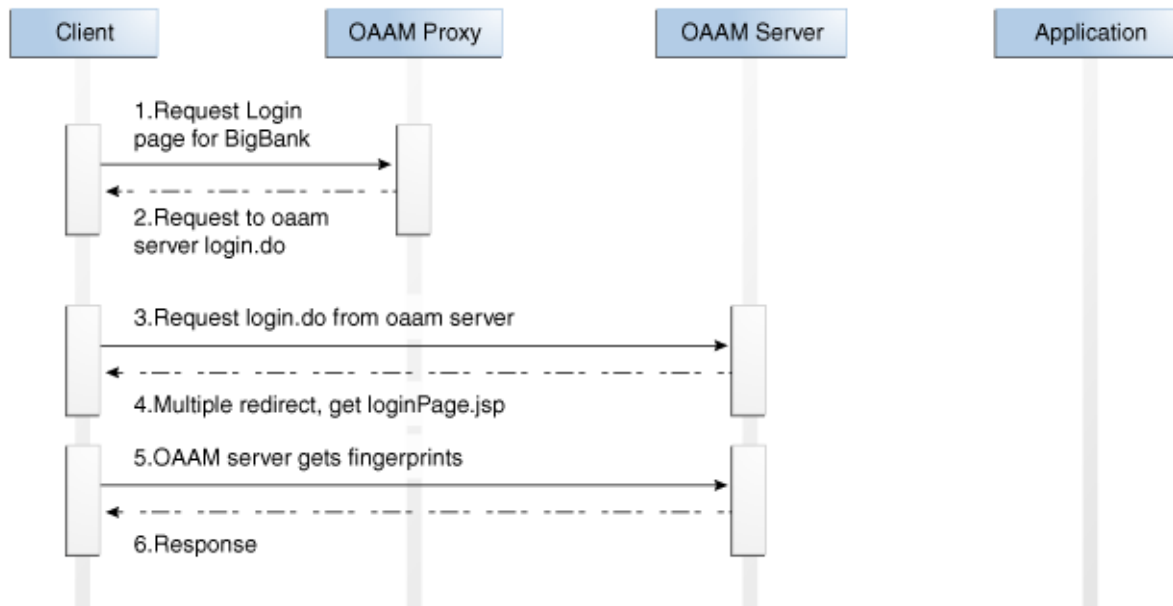 Client
OAAM Proxy
OAAM Server
Application
1.Request Login
page for BigBank
2.Request to oaam
server login.do
3.Request login.do from oaam server
4.Multiple redirect, get loginPage.jsp
5.OAAM server gets fingerprints
6.Response